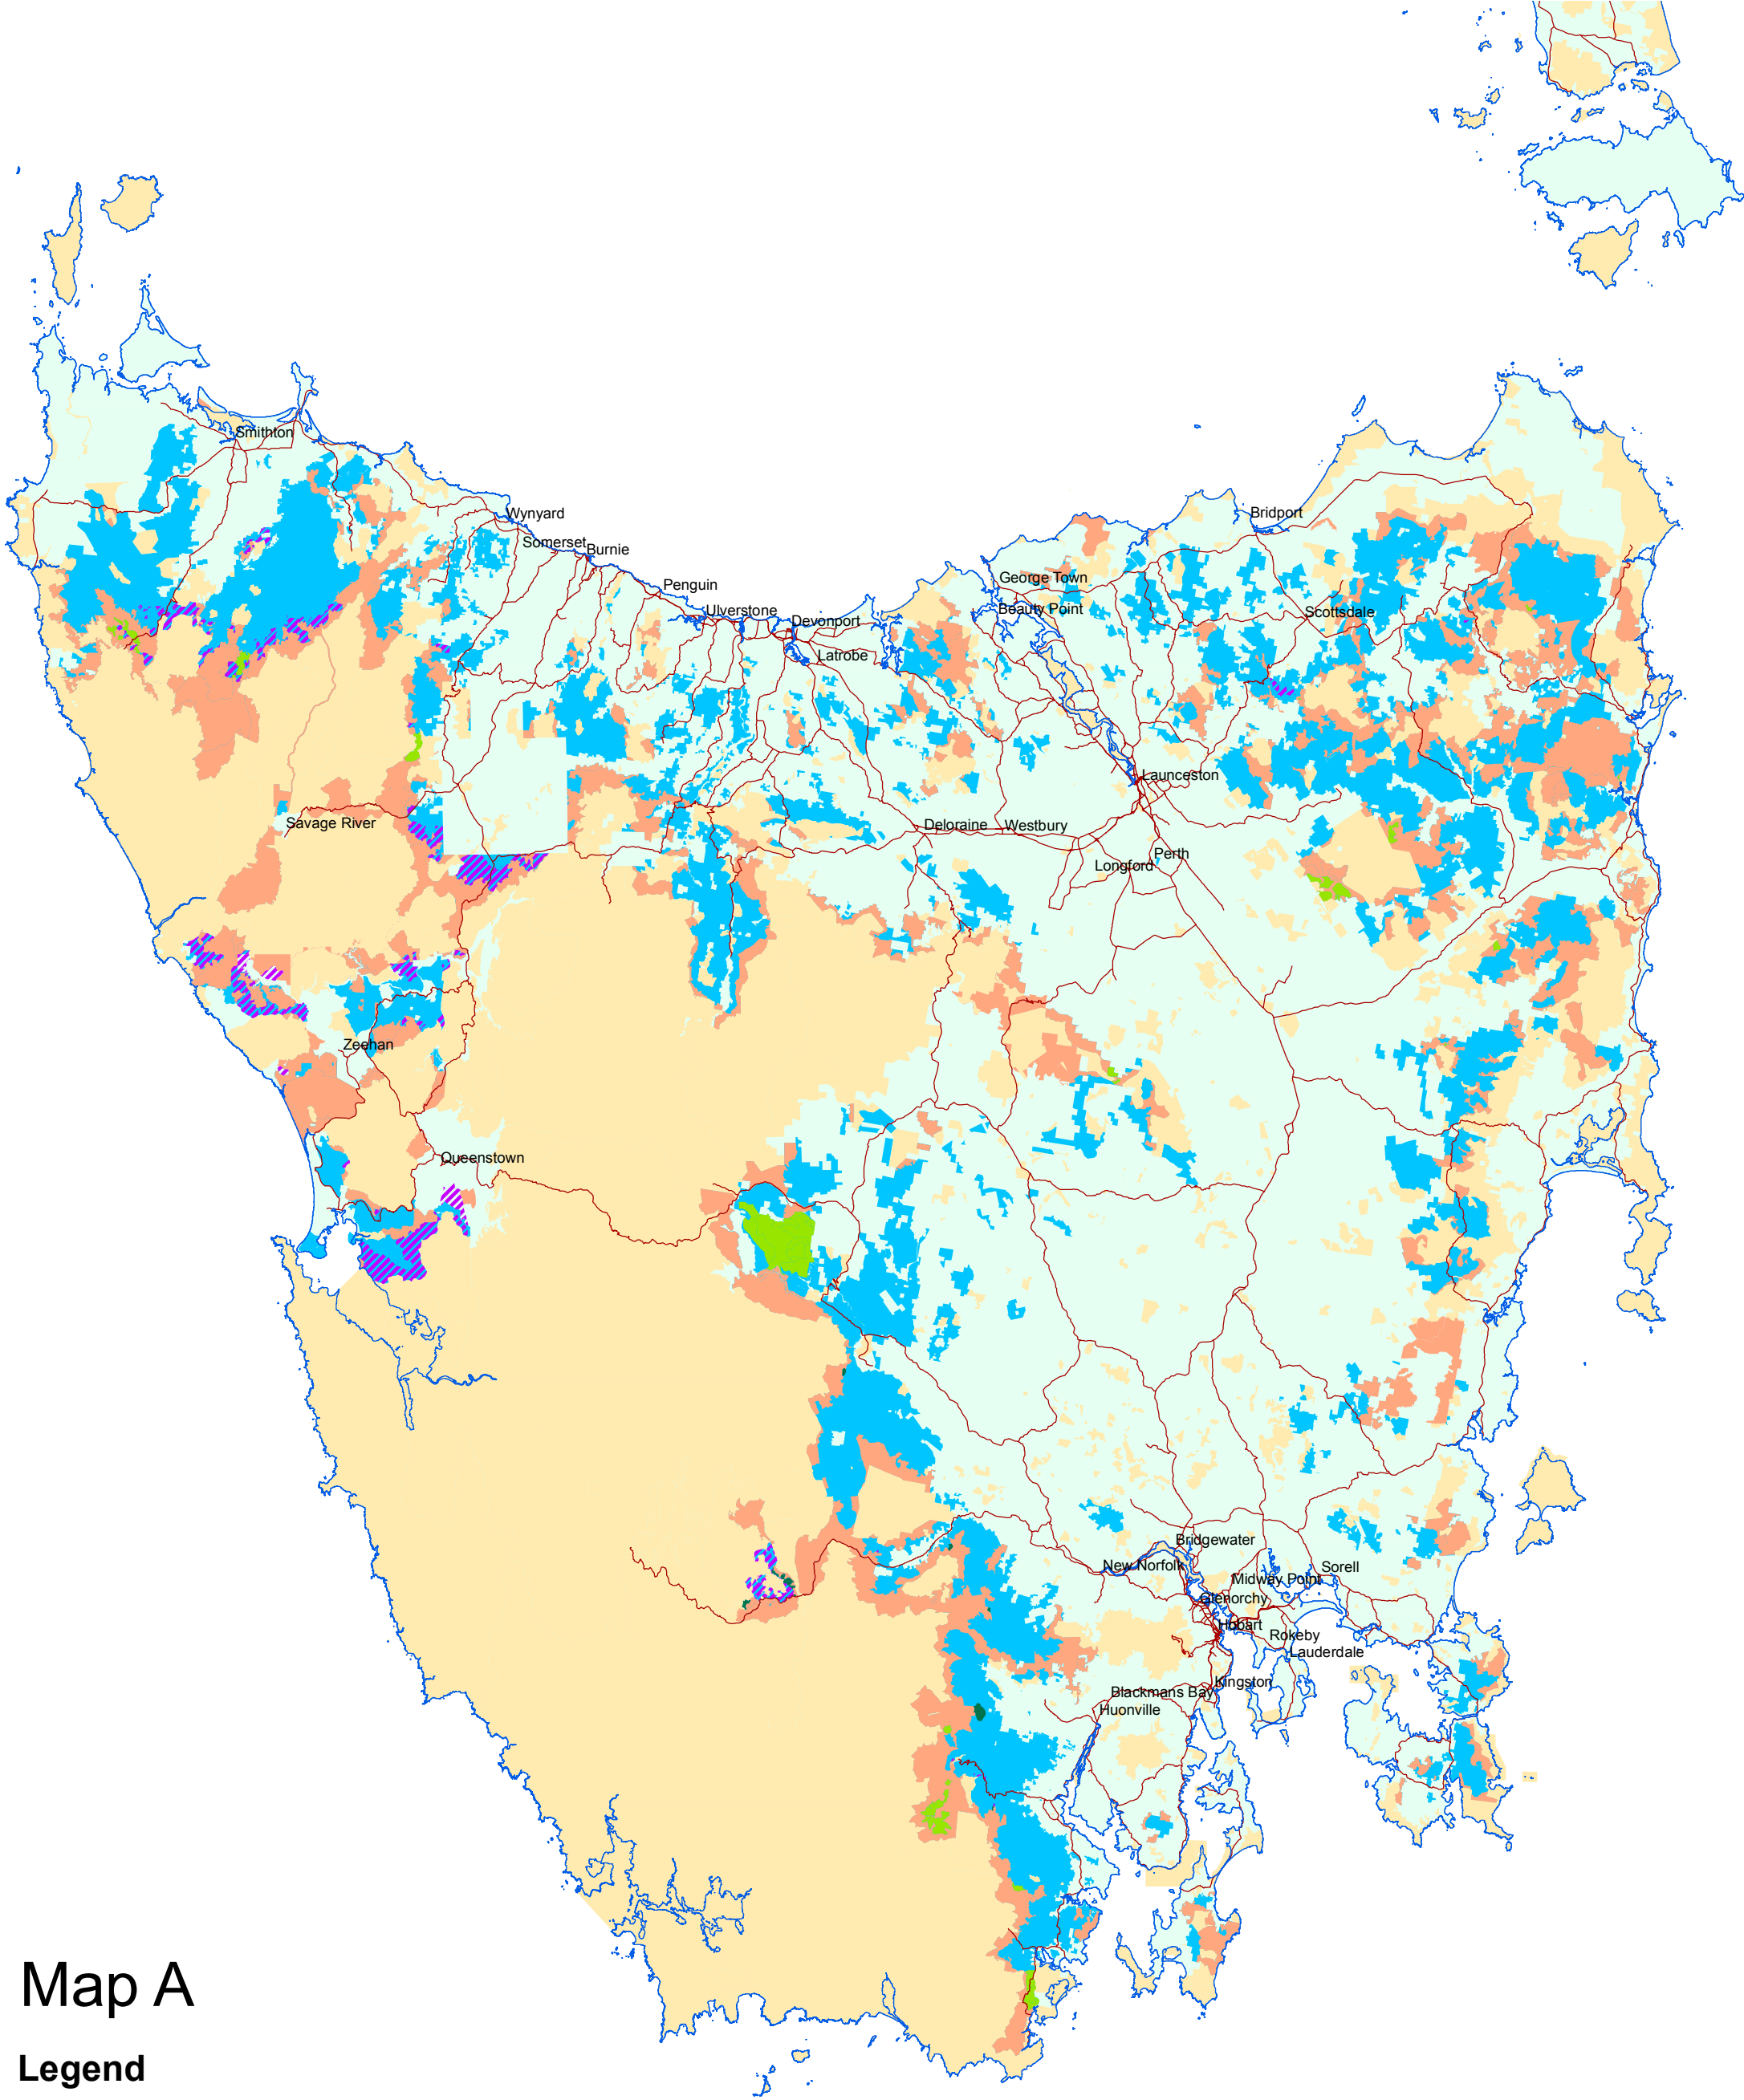 Smithton
Wynyard
Somerset
Burnie
Bridport
Penguin
George Town
Ulverstone
Beauty Point
Devonport
Scottsdale
Latrobe
Launceston
Savage River
Deloraine
Westbury
Perth
Longford
Zeehan
Queenstown
Bridgewater
New Norfolk
Sorell
Midway Point
Glenorchy
Hobart
Rokeby
Lauderdale
Kingston
Blackmans Bay
Huonville
Map A
Legend